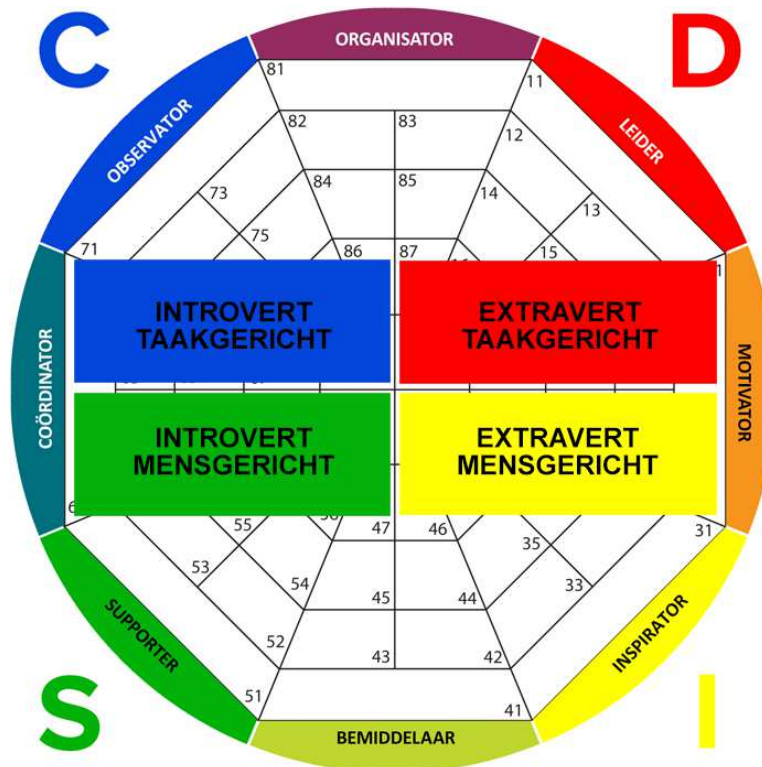 C
D
ORGANISATOR
OBSERVATOR
LEIDER
81
11
82
83
12
84
85
14
73
13
75
15
71
86
87
INTROVERT
TAAKGERICHT
EXTRAVERT
TAAKGERICHT
COÖRDINATOR
MOTIVATOR
INTROVERT
MENSGERICHT
EXTRAVERT
MENSGERICHT
55
47
46
35
31
53
54
45
44
33
52
43
42
51
41
SUPPORTER
INSPIRATOR
BEMIDDELAAR
S
I